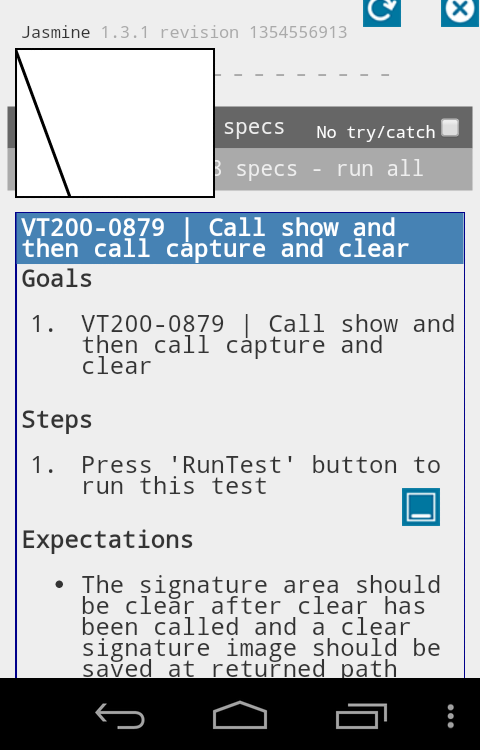 Jasmine 1.3.1 revision 1354556913
specs
No try/catch
specs - run all
VT200-0879 | Call show and
then call capture and clear
Goals
1. VT200-0879 | Call show and
then call capture and
clear
Steps
1. Press 'RunTest' button to
run this test
Expectations
• The signature area should
be clear after clear has
been called and a clear
signature image should be
saved at returned path